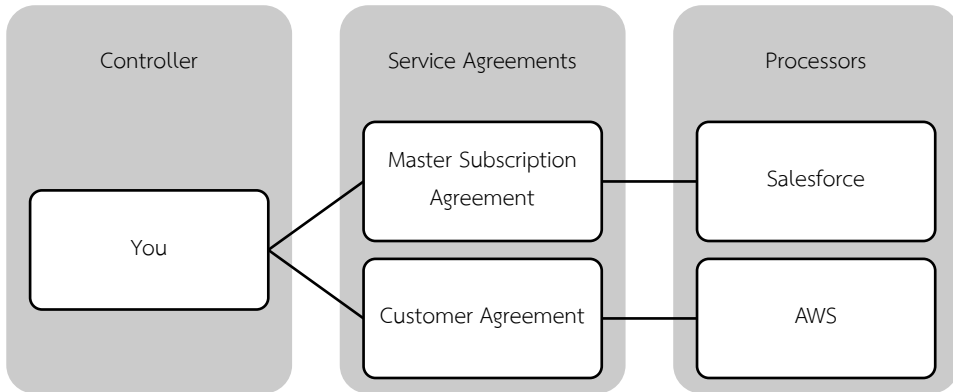 Controller
Service Agreements
Processors
You
Master Subscription
Agreement
Salesforce
Customer Agreement
AWS